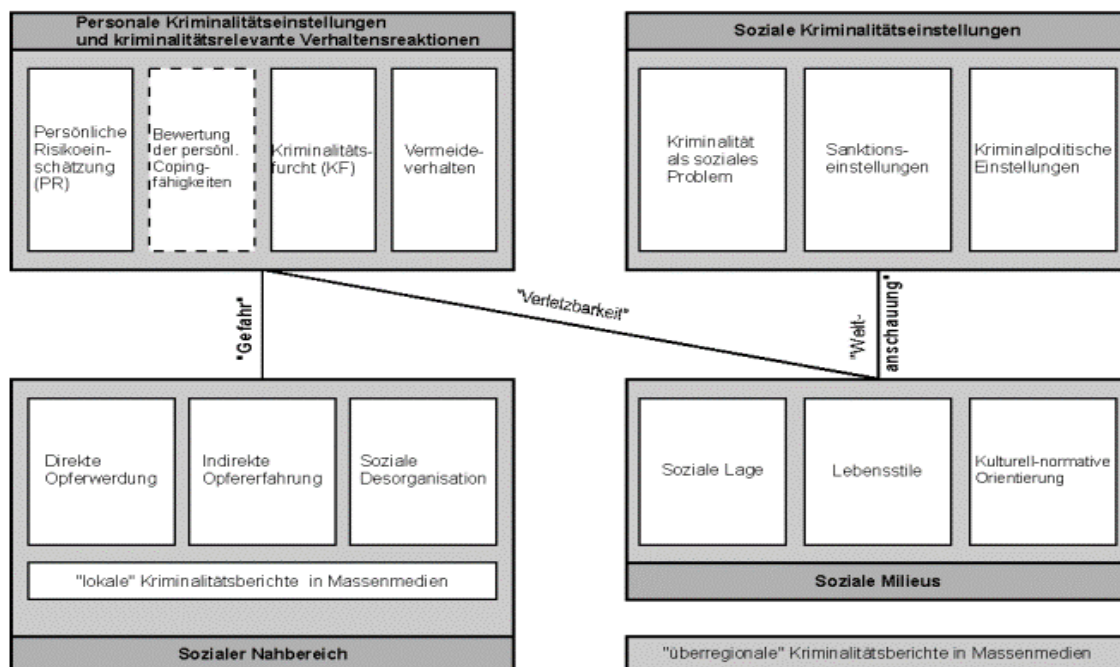 Personale Kriminalitätseinstellungen
und kriminalitätsrelevante Verhaltensreaktionen
Persönliche
Risikoein-
schätzung
(PR)
Bewertung
der persönl.
Coping-
fähigkeiten
Kriminalitäts-
furcht (KF)
Vermeide-
verhalten
Soziale Kriminalitätseinstellungen
Kriminalität
als soziales
Problem
Sanktions-
einstellungen
Kriminalpolitische
Einstellungen
"Gefahr"
"Verletzbarkeit"
"Welt-
anschauung"
Direkte
Opferwerdung
Indirekte
Opfererfahrung
Soziale
Desorganisation
"lokale" Kriminalitätsberichte in Massenmedien
Sozialer Nahbereich
Soziale Lage
Lebensstile
Kulturell-normative
Orientierung
Soziale Milieus
"überregionale" Kriminalitätsberichte in Massenmedien